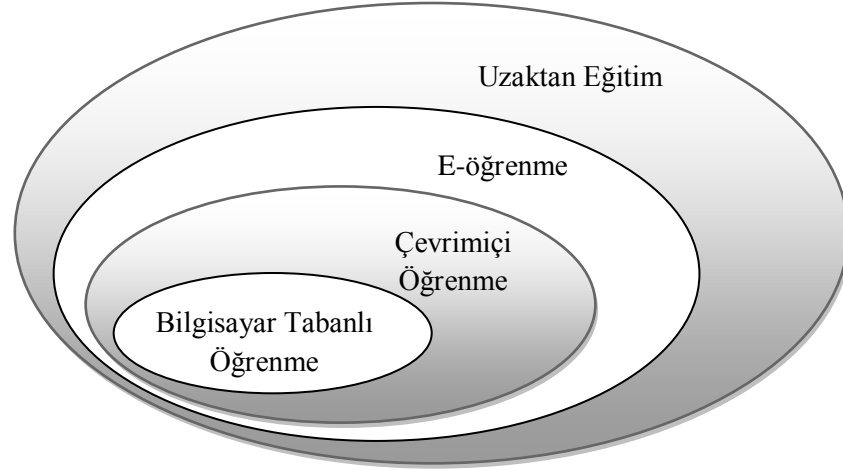 Uzaktan Eğitim
E-öğrenme
Çevrimiçi
Öğrenme
Bilgisayar Tabanlı
Öğrenme